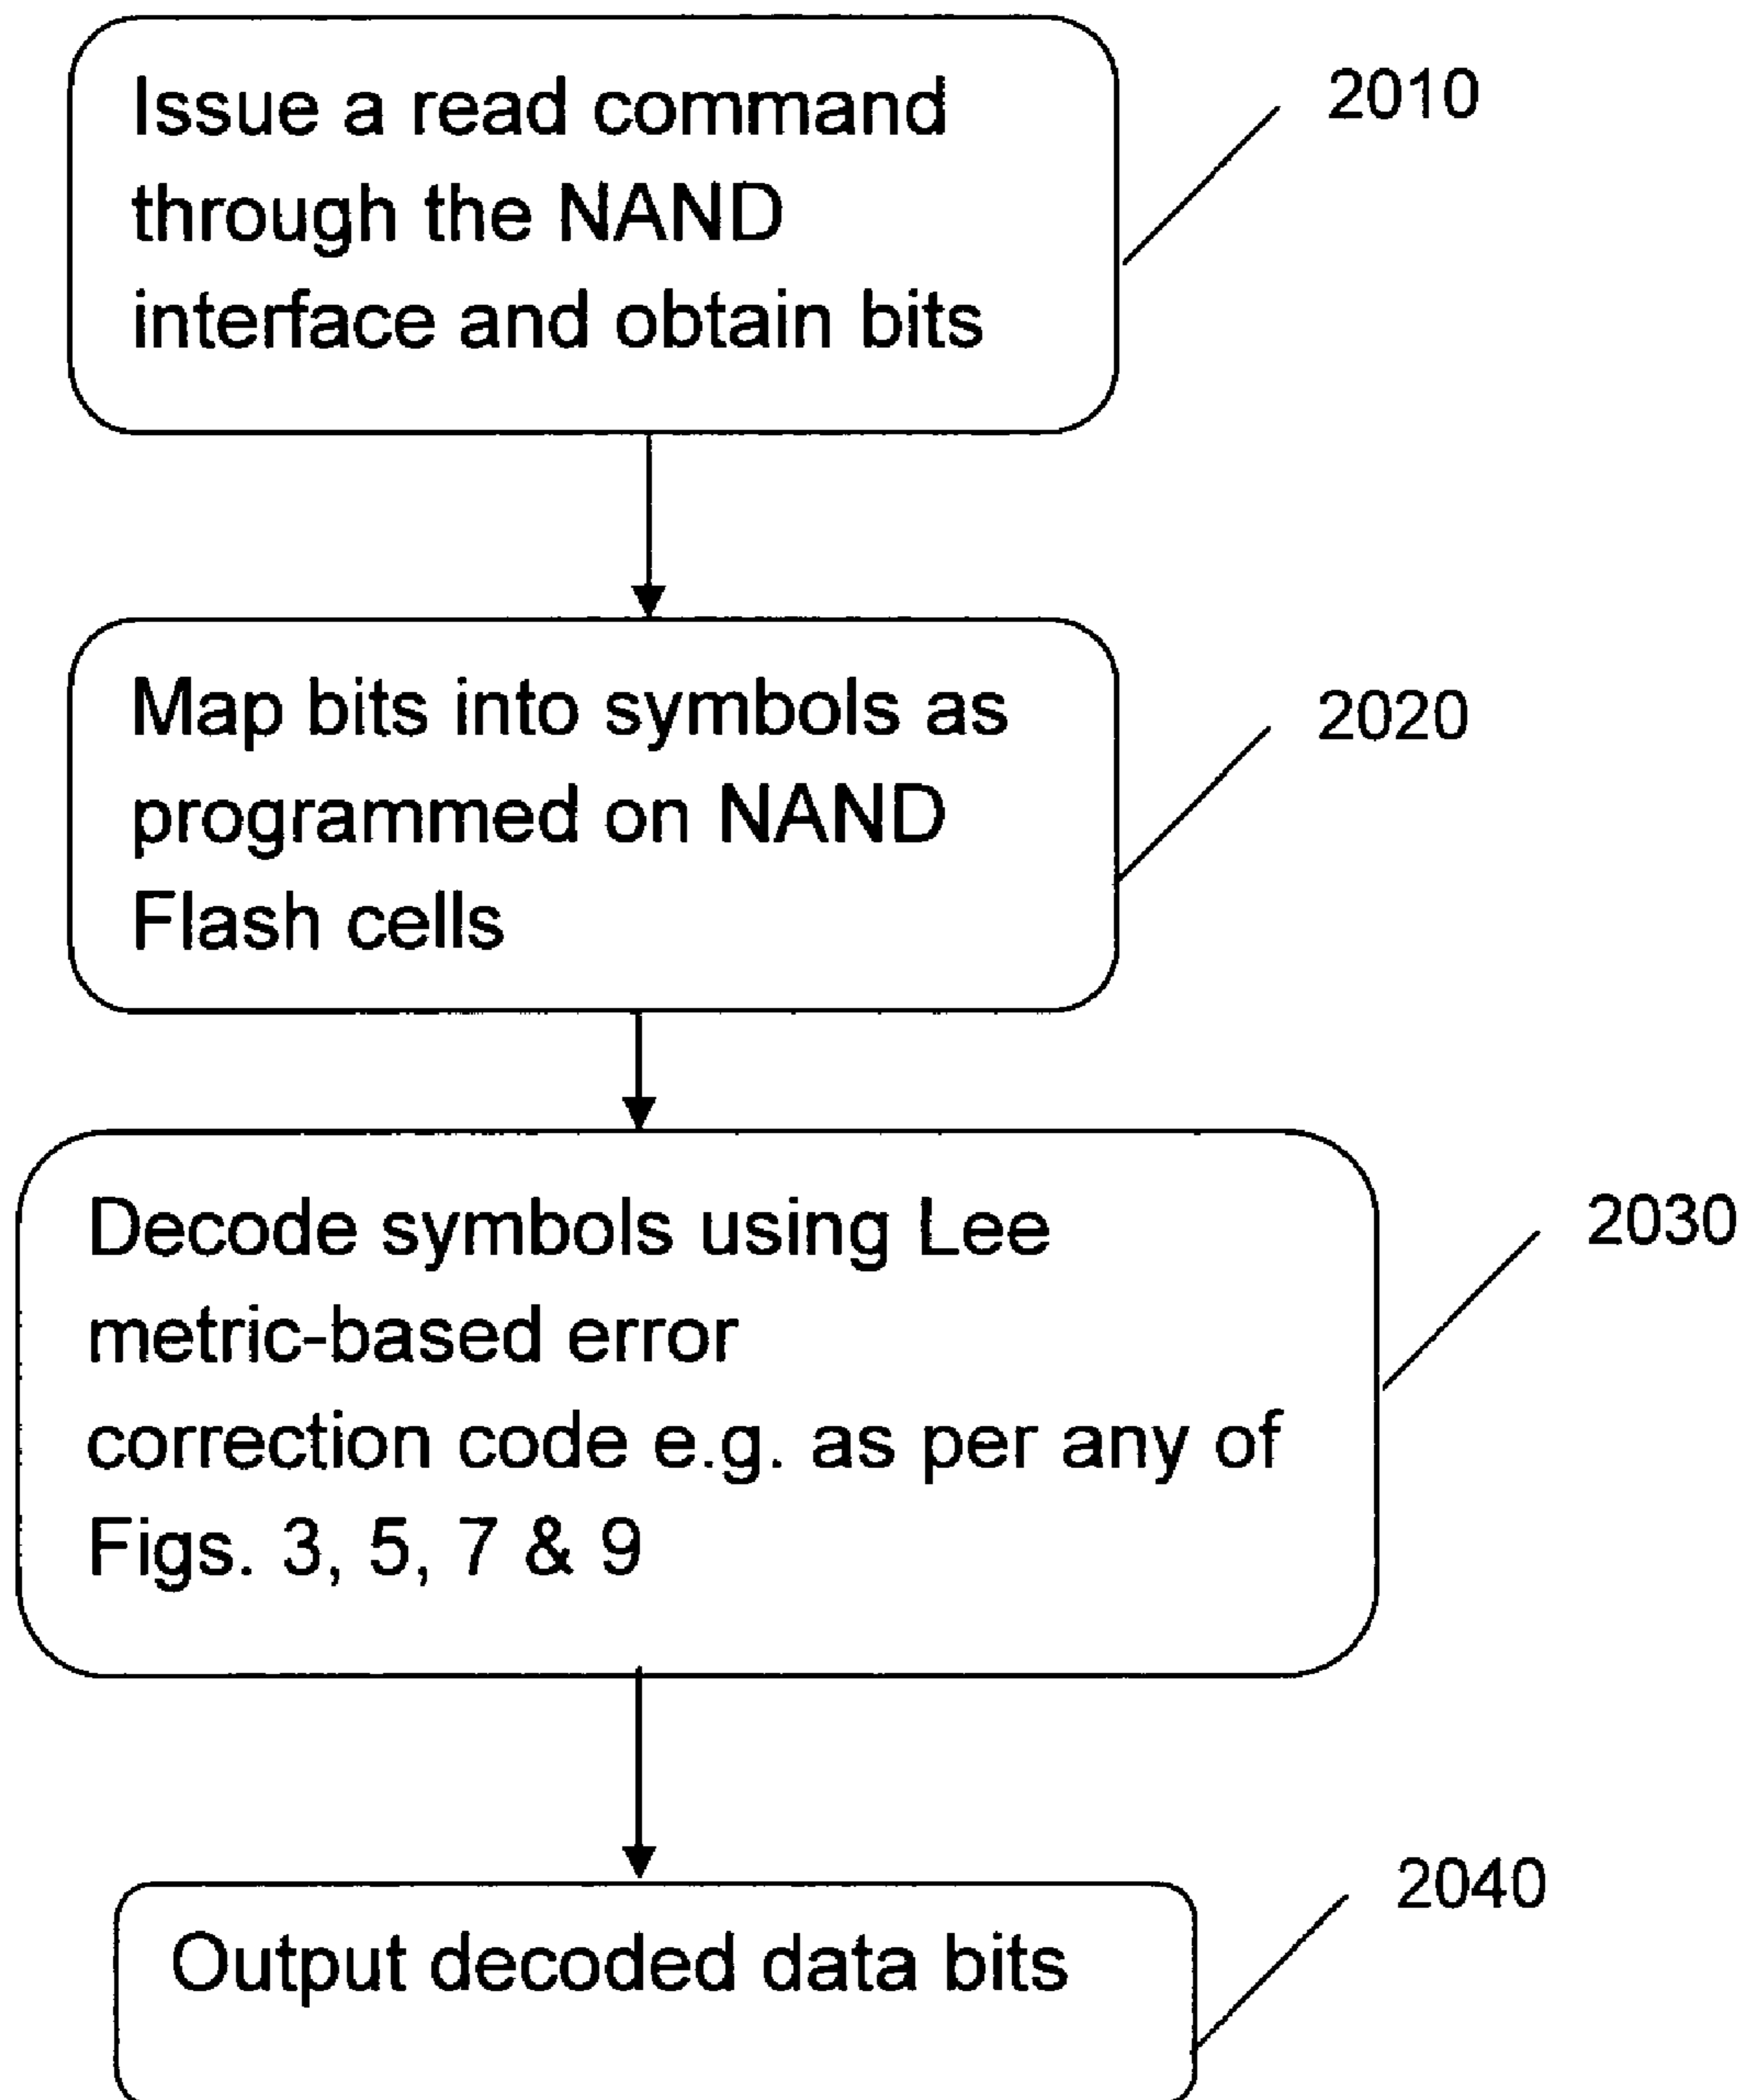 Issue a read command
2010
through the NAND
interface and obtain bits
Map bits into symbols as
2020
programmed on NAND
Flash cells
Decode symbols using Lee
2030
metric-based error
correction code e.g. as per any of
Figs. 3, 5, 7 & 9
2040
Output decoded data bits